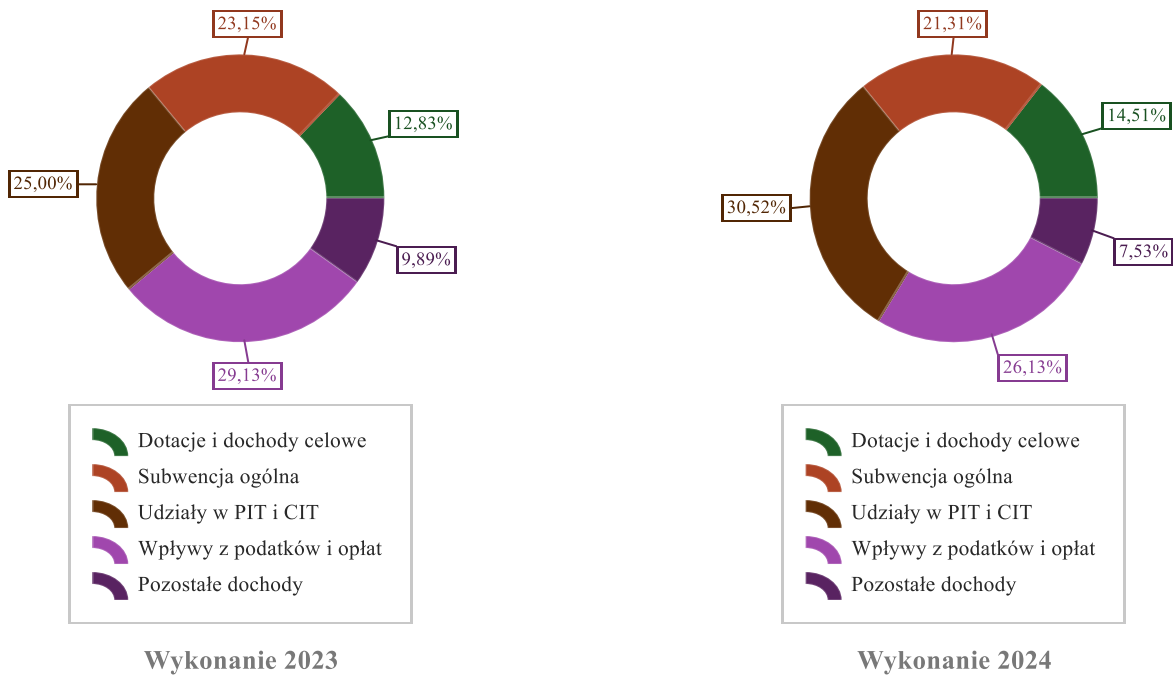 23,15%
12,83%
25,00%
9,89%
29,13%
Dotacje i dochody celowe
Subwencja ogólna
Udziały w PIT i CIT
Wpływy z podatków i opłat
Pozostałe dochody
Wykonanie 2023
21,31%
14,51%
30,52%
7,53%
26,13%
Dotacje i dochody celowe
Subwencja ogólna
Udziały w PIT i CIT
Wpływy z podatków i opłat
Pozostałe dochody
Wykonanie 2024